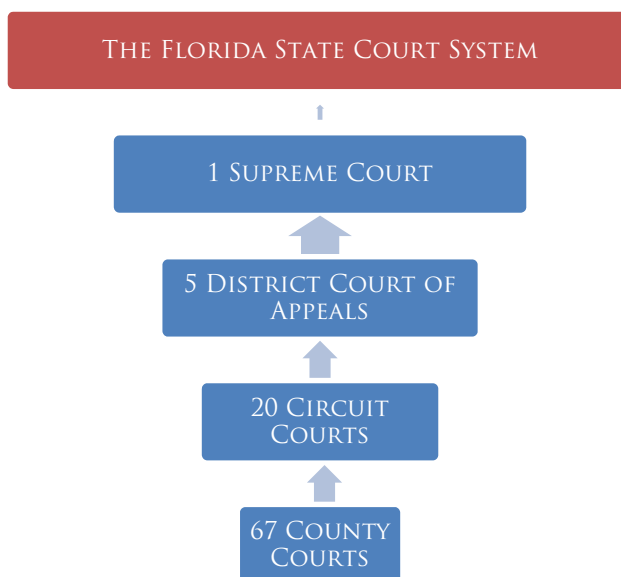 The Florida State Court System
1 Supreme Court
5 District Court of
Appeals
20 Circuit
Courts
67 County
Courts